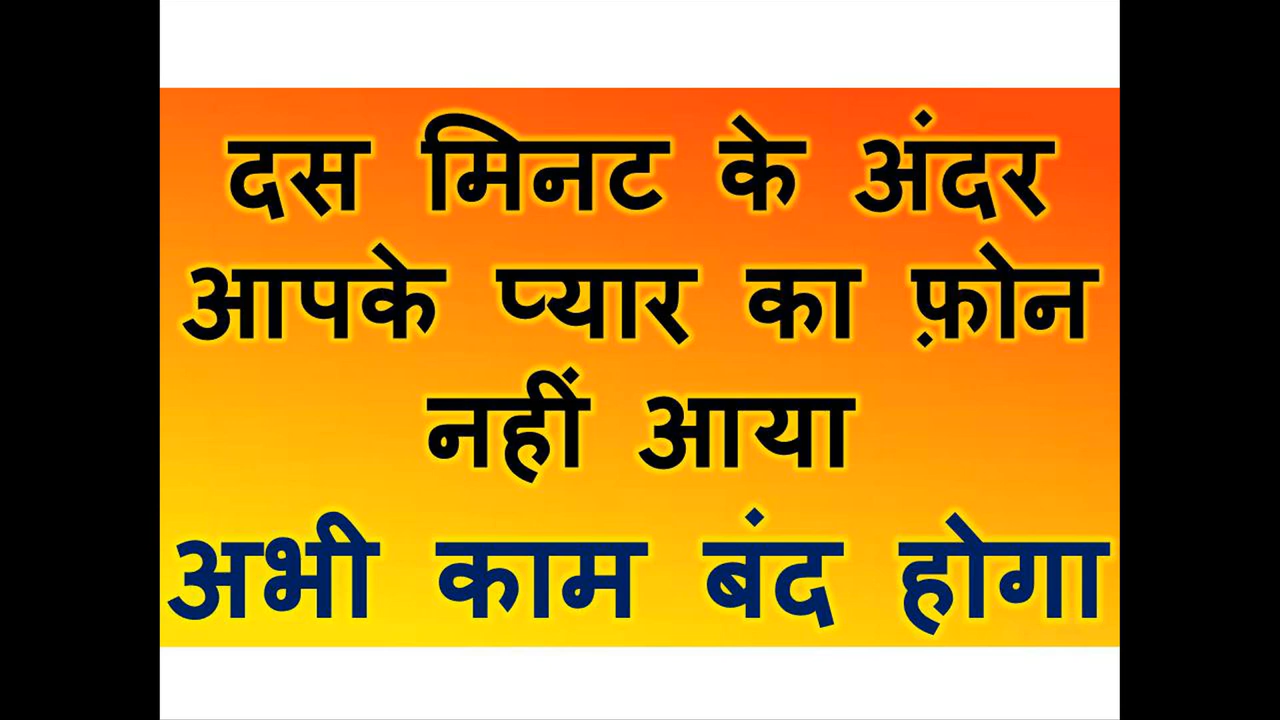 दस मिनट के अंदर
आपके प्यार का फ़ोन
नहीं आया
अभी काम बंद होगा